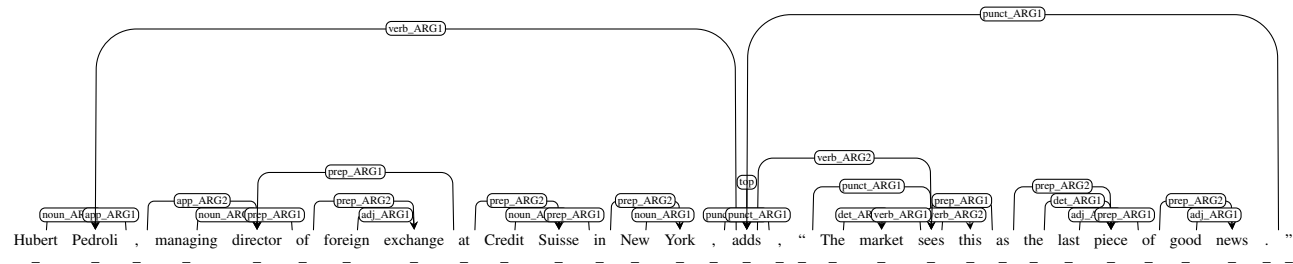 punct_ARG1
verb_ARG1
verb_ARG2
prep_ARG1
top
punct_ARG1 prep_ARG2
app_ARG2 prep_ARG2 prep_ARG2 prep_ARG2 prep_ARG1 det_ARG1 prep_ARG2
app_ARG1 prep_ARG1 adj_ARG1 prep_ARG1 noun_ARG1 punct_ARG1 verb_ARG1 verb_ARG2 prep_ARG1 adj_ARG1
Hubert Pedroli , managing director of foreign exchange at Credit Suisse in New York , adds , “ The market sees this as the last piece of good news . ”